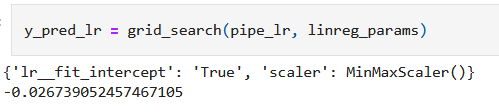 y_pred_lr = grid_search(pipe_lr, linreg_params)
{'lr__fit_intercept': 'True', 'scaler': MinMaxScaler()}
-0.026739052457467105